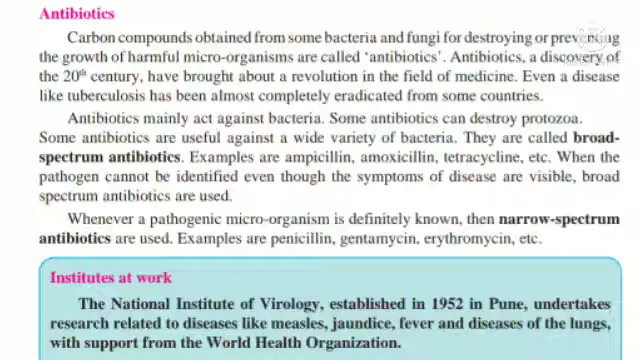 Antibiotics
Carbon compounds obtained from some bacteria and fungi for destroying or preventing
the growth of harmful micro-organisms are called ‘antibiotics’. Antibiotics, a discovery of
the 20th century, have brought about a revolution in the field of medicine. Even a disease
like tuberculosis has been almost completely eradicated from some countries.
Antibiotics mainly act against bacteria. Some antibiotics can destroy protozoa.
Some antibiotics are useful against a wide variety of bacteria. They are called broad-
spectrum antibiotics. Examples are ampicillin, amoxicillin, tetracycline, etc. When the
pathogen cannot be identified even though the symptoms of disease are visible, broad
spectrum antibiotics are used.
Whenever a pathogenic micro-organism is definitely known, then narrow-spectrum
antibiotics are used. Examples are penicillin, gentamycin, erythromycin, etc.
Institutes at work
The National Institute of Virology, established in 1952 in Pune, undertakes
research related to diseases like measles, jaundice, fever and diseases of the lungs,
with support from the World Health Organization.